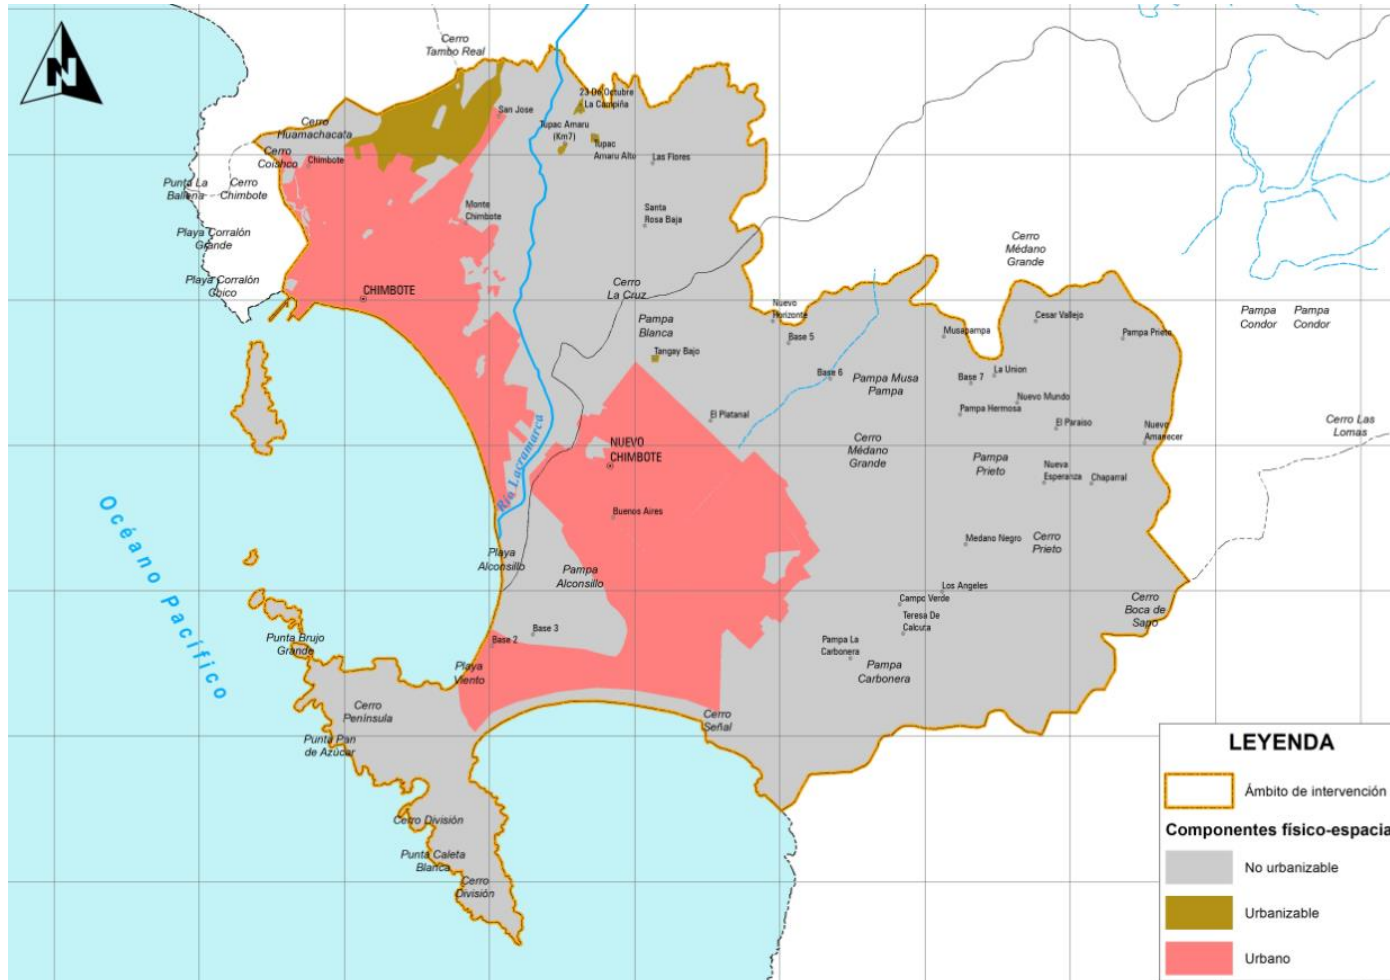 N
Cerro
Tambo Real
23 De Octubre
La Campiña
San Jose
Tupac Amaru
(Km7)
Tupac
Amaru Alto
Las Flores
Cerro
Huamachacata
Cerro
Coishco
Chimbote
Punta La
Ballena
Cerro
Chimbote
Monte
Chimbote
Santa
Rosa Baja
Playa Corralón
Grande
Playa Corralón
Chico
CHIMBOTE
Cerro
La Cruz
Cerro
Médano
Grande
Pampa
Blanca
Nuevo
Horizonte
Base 5
Musapampa
Cesar Vallejo
Pampa Prieto
Pampa
Condor
Pampa
Condor
Tangay Bajo
Base 6
Pampa Musa
Pampa
Base 7
La Union
Nuevo Mundo
Pampa Hermosa
El Platanal
El Paraiso
Nuevo
Amanecer
Cerro Las
Lomas
NUEVO
CHIMBOTE
Cerro
Médano
Grande
Pampa
Prieto
Nueva
Esperanza
Chaparral
Río Lacramarca
Buenos Aires
Océano Pacífico
Playa
Alconsillo
Pampa
Alconsillo
Medano Negro
Cerro
Prieto
Los Angeles
Campo Verde
Teresa De
Calcuta
Cerro
Boca de
Sapo
Punta Brujo
Grande
Base 3
Base 2
Pampa La
Carbonera
Pampa
Carbonera
Playa
Viento
Cerro
Península
Cerro
Señal
Punta Pan
de Azúcar
Cerro División
Punta Caleta
Blanca
Cerro
División
LEYENDA
Ámbito de intervención
Componentes físico-espacia
No urbanizable
Urbanizable
Urbano